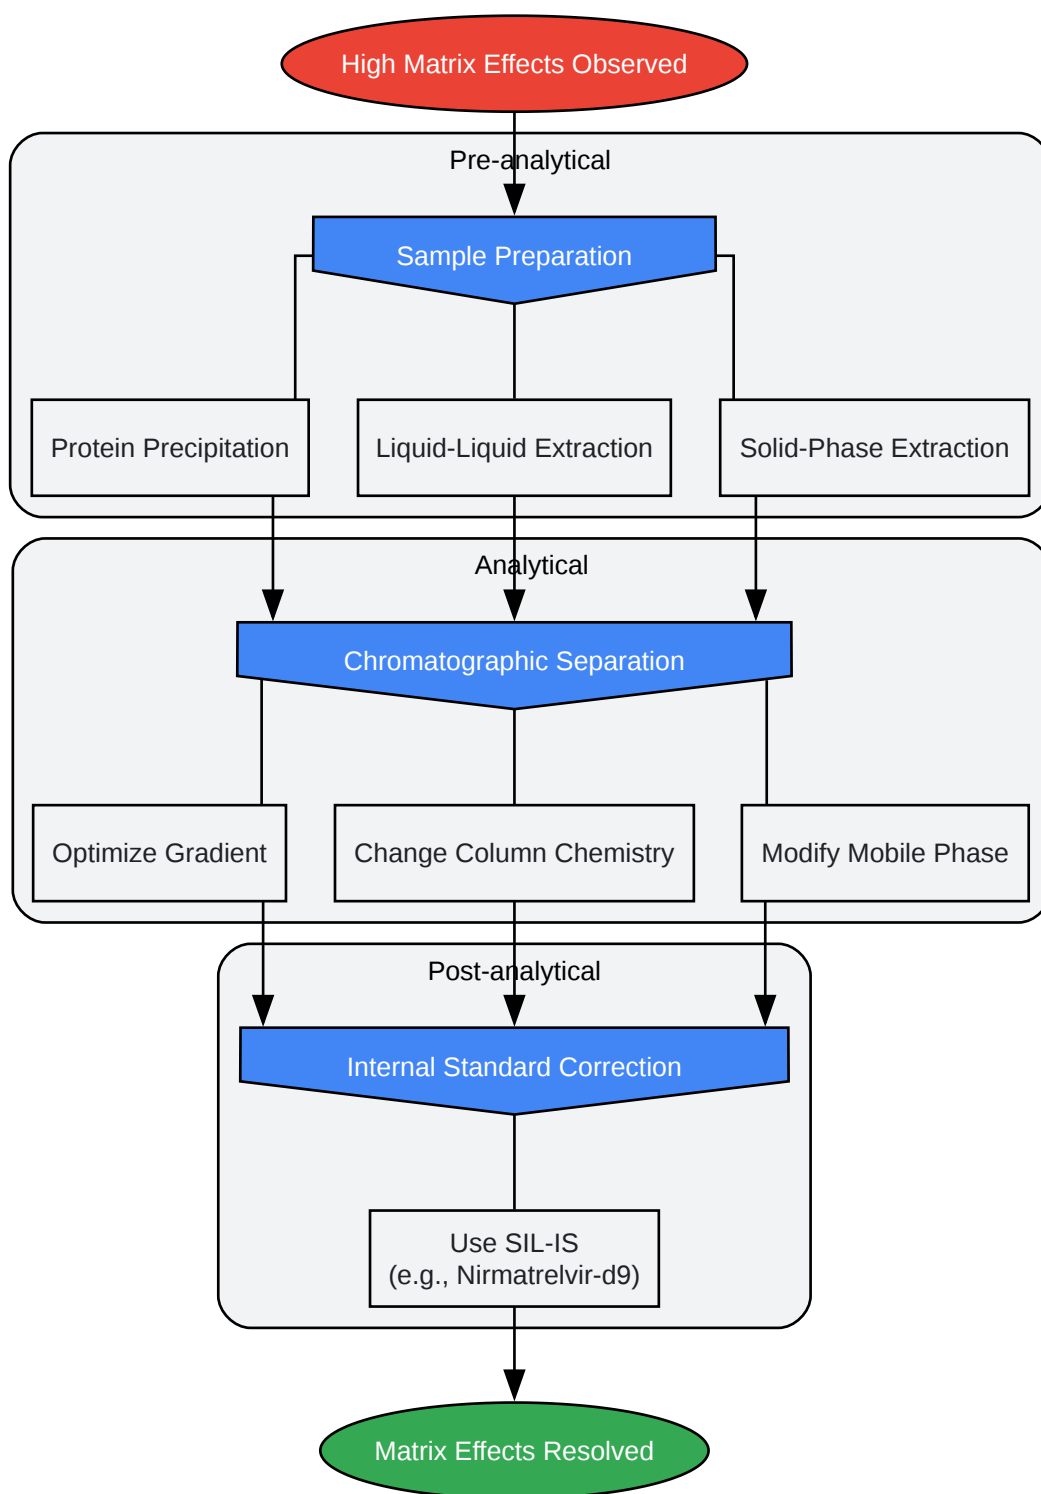 High Matrix Effects Observed
Pre-analytical
Sample Preparation
Protein Precipitation
Liquid-Liquid Extraction
Solid-Phase Extraction
Analytical
Chromatographic Separation
Optimize Gradient
Change Column Chemistry
Modify Mobile Phase
Post-analytical
Internal Standard Correction
Use SIL-IS
(e.g., Nirmatrelvir-d9)
Matrix Effects Resolved